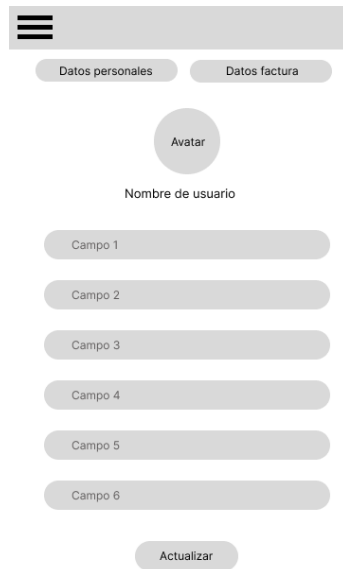 Datos personales
Datos factura
Avatar
Nombre de usuario
Campo 1
Campo 2
Campo 3
Campo 4
Campo 5
Campo 6
Actualizar